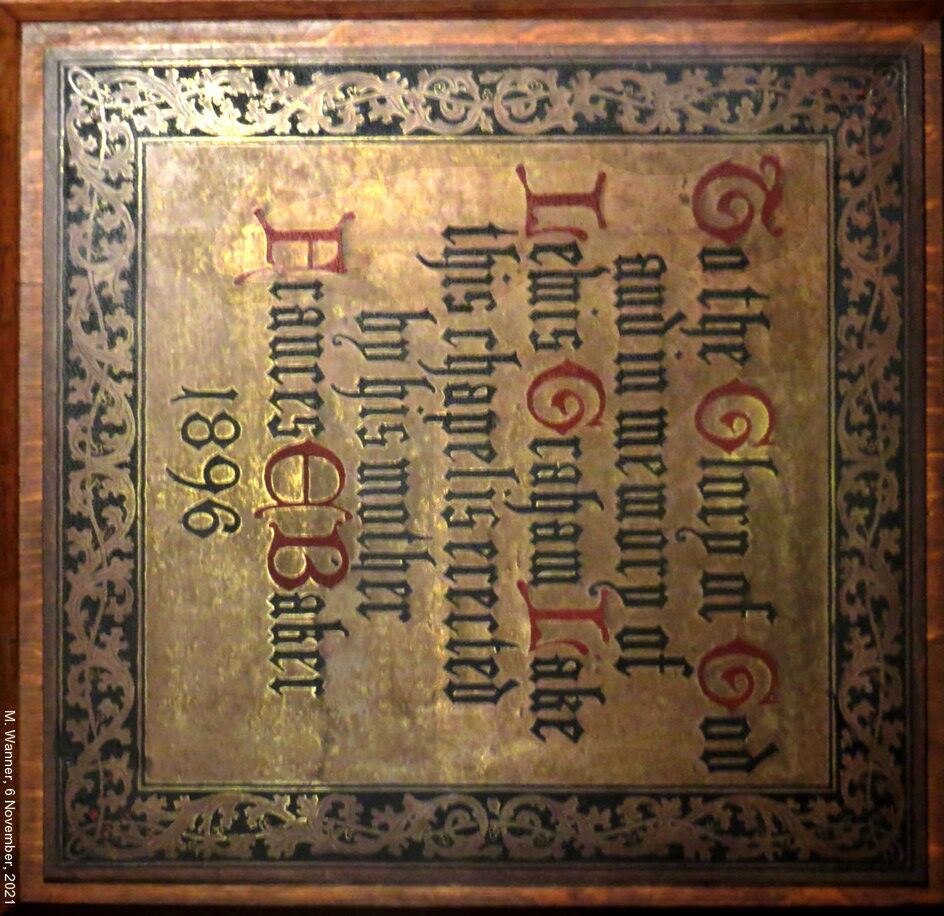 To the Glory of God
and in memory of
Lewis Graham Lake
this chapel is erected
by his mother
Frances E Baker
1896
M. Wanner, 6 November, 2021